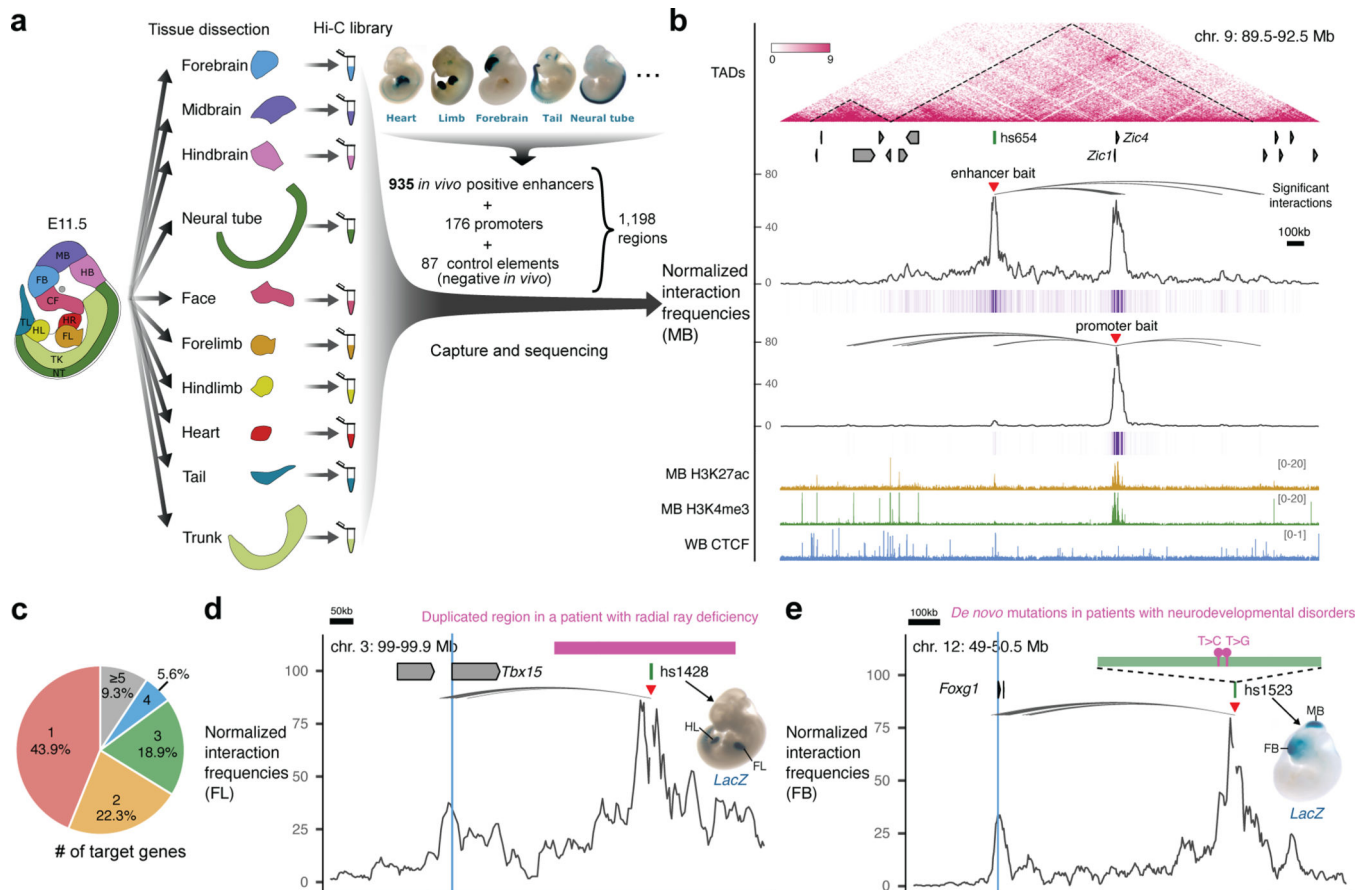 a
Tissue dissection
Hi-C library
Forebrain
Midbrain
Hindbrain
Neural tube
Face
Forelimb
Hindlimb
Heart
Tail
Trunk
E11.5
MB
HB
FB
CF
TL
HL
HR
FL
TK
NT
Heart
Limb
Forebrain
Tail
Neural tube
...
935 in vivo positive enhancers
+
176 promoters
+
87 control elements
(negative in vivo)
1,198
regions
Capture and sequencing
b
chr. 9: 89.5-92.5 Mb
0
9
TADs
hs654
Zic4
Zic1
enhancer bait
Significant
interactions
100kb
80
40
0
Normalized
interaction
frequencies
(MB)
promoter bait
80
40
0
MB H3K27ac
[0-20]
MB H3K4me3
[0-20]
WB CTCF
[0-1]
c
≥5
9.3%
5.6%
4
3
18.9%
2
22.3%
1
43.9%
# of target genes
d
50kb
Duplicated region in a patient with radial ray deficiency
chr. 3: 99-99.9 Mb
100
75
50
25
0
Tbx15
hs1428
Normalized
interaction
frequencies
(FL)
HL
FL
LacZ
e
100kb
De novo mutations in patients with neurodevelopmental disorders
T>C T>G
chr. 12: 49-50.5 Mb
100
75
50
25
0
Foxg1
hs1523
Normalized
interaction
frequencies
(FB)
MB
FB
LacZ